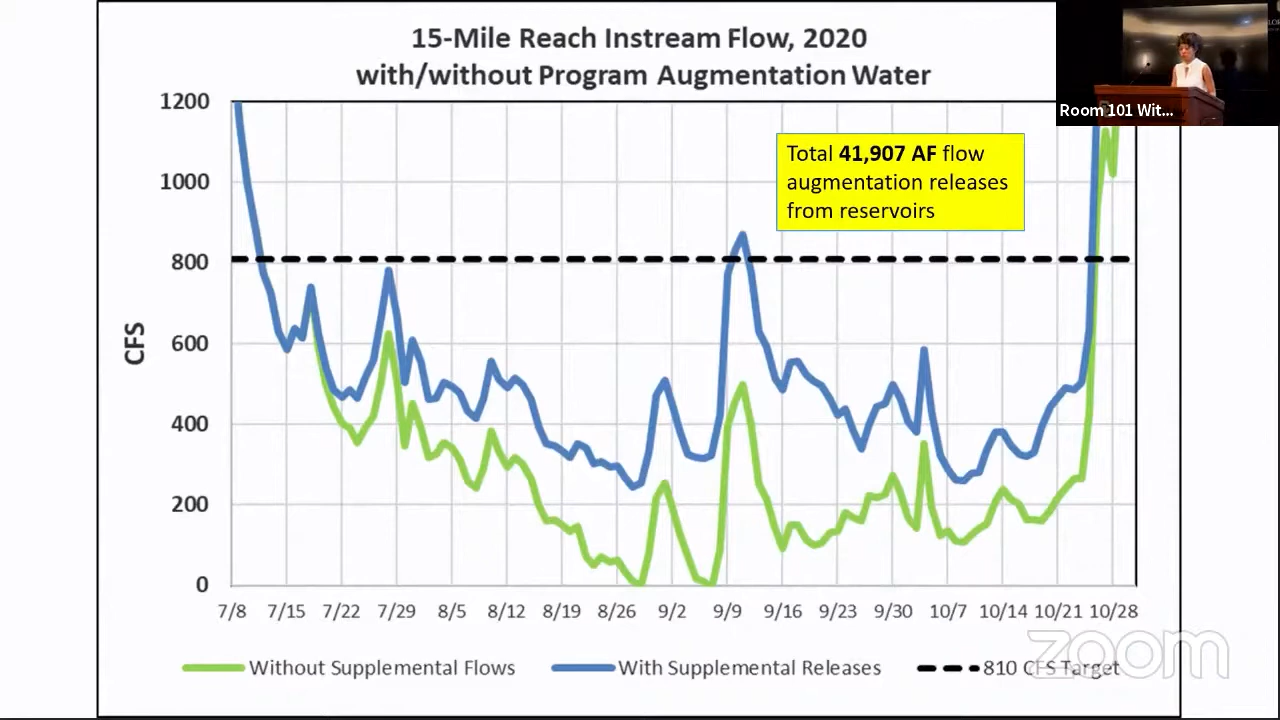 15-Mile Reach Instream Flow, 2020
with/without Program Augmentation Water
Room 101 Wit...
Total 41,907 AF flow
augmentation releases
from reservoirs
CFS
1200
1000
800
600
400
200
0
7/8 7/15 7/22 7/29 8/5 8/12 8/19 8/26 9/2 9/9 9/16 9/23 9/30 10/7 10/14 10/21 10/28
Without Supplemental Flows With Supplemental Releases 810 CFS Target
zoom